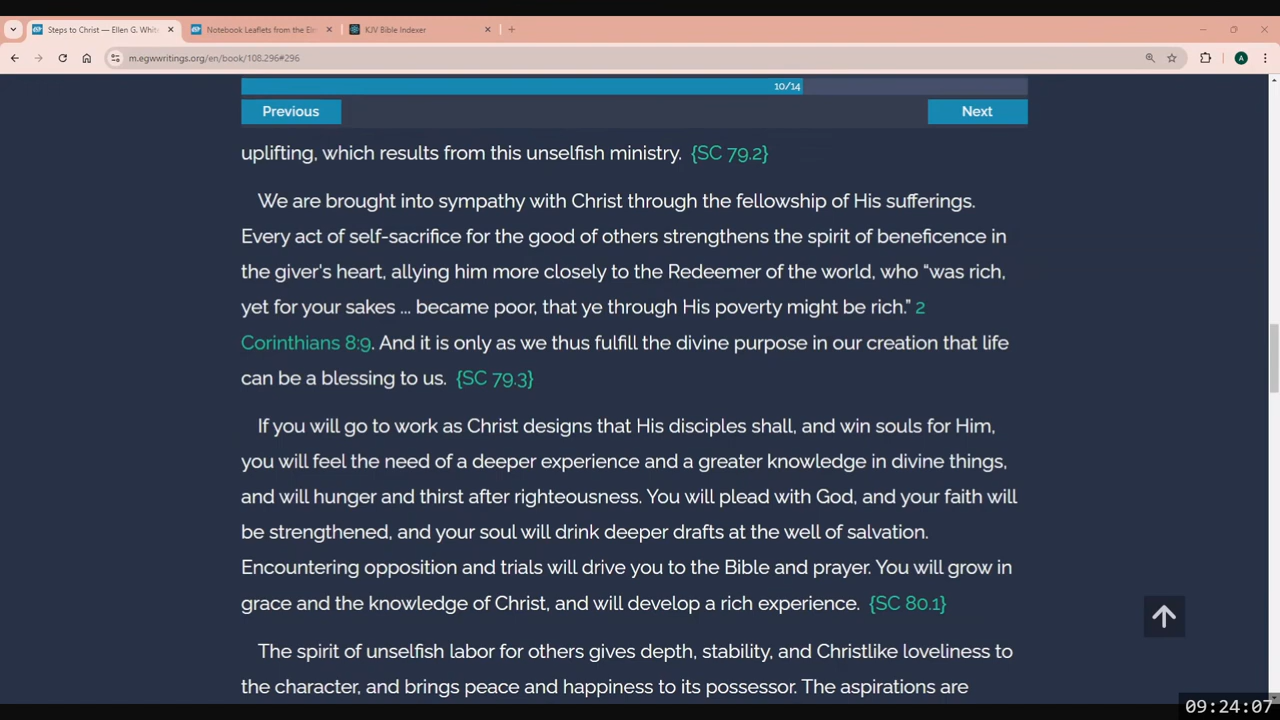 Steps to Christ — Ellen G. Whit
Notebook Leaflets from the El
KJV Bible Indexer
m.egwwritings.org/en/book/108.296#296
A
10/14
Previous
Next
uplifting, which results from this unselfish ministry. {SC 79.2}
We are brought into sympathy with Christ through the fellowship of His sufferings.
Every act of self-sacrifice for the good of others strengthens the spirit of beneficence in
the giver's heart, allying him more closely to the Redeemer of the world, who “was rich,
yet for your sakes ... became poor, that ye through His poverty might be rich.” 2
Corinthians 8:9. And it is only as we thus fulfill the divine purpose in our creation that life
can be a blessing to us. {SC 79.3}
If you will go to work as Christ designs that His disciples shall, and win souls for Him,
you will feel the need of a deeper experience and a greater knowledge in divine things,
and will hunger and thirst after righteousness. You will plead with God, and your faith will
be strengthened, and your soul will drink deeper drafts at the well of salvation.
Encountering opposition and trials will drive you to the Bible and prayer. You will grow in
grace and the knowledge of Christ, and will develop a rich experience. {SC 80.1}
The spirit of unselfish labor for others gives depth, stability, and Christlike loveliness to
the character, and brings peace and happiness to its possessor. The aspirations are
09:24:07